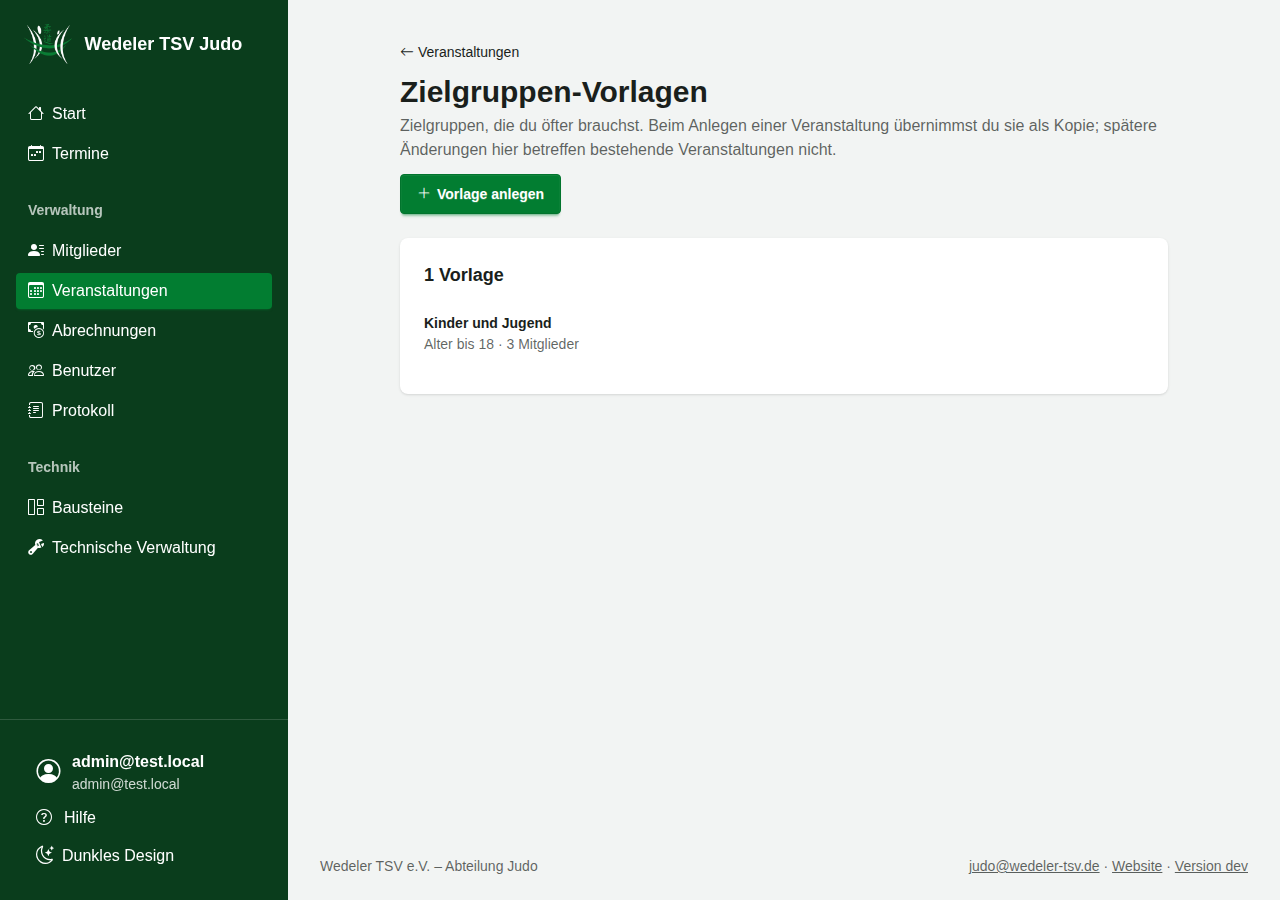 Wedeler TSV Judo
Start
Termine
Verwaltung
Mitglieder
Veranstaltungen
Abrechnungen
Benutzer
Protokoll
Technik
Bausteine
Technische Verwaltung
admin@test.local
admin@test.local
Hilfe
Dunkles Design
← Veranstaltungen
Zielgruppen-Vorlagen
Zielgruppen, die du öfter brauchst. Beim Anlegen einer Veranstaltung übernimmst du sie als Kopie; spätere
Änderungen hier betreffen bestehende Veranstaltungen nicht.
+ Vorlage anlegen
1 Vorlage
Kinder und Jugend
Alter bis 18 · 3 Mitglieder
Wedeler TSV e.V. – Abteilung Judo
judo@wedeler-tsv.de · Website · Version dev